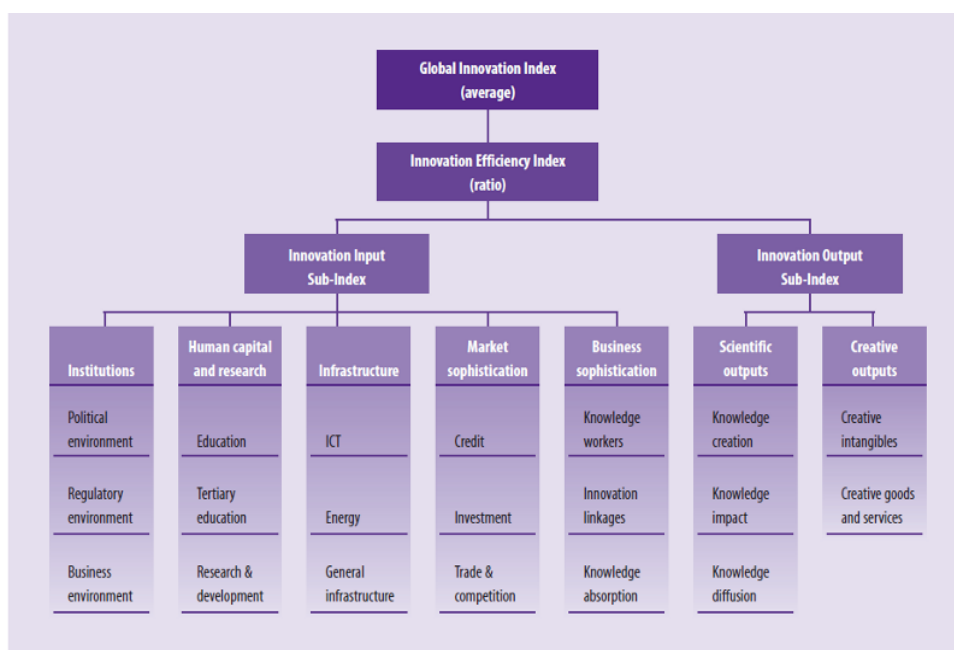 Global Innovation Index
(average)
Innovation Efficiency Index
(ratio)
Innovation Input
Sub-Index
Innovation Output
Sub-Index
Institutions
Human capital
and research
Infrastructure
Market
sophistication
Business
sophistication
Scientific
outputs
Creative
outputs
Political
environment
Education
ICT
Credit
Knowledge
workers
Knowledge
creation
Creative
intangibles
Regulatory
environment
Tertiary
education
Energy
Investment
Innovation
linkages
Knowledge
impact
Creative goods
and services
Business
environment
Research &
development
General
infrastructure
Trade &
competition
Knowledge
absorption
Knowledge
diffusion